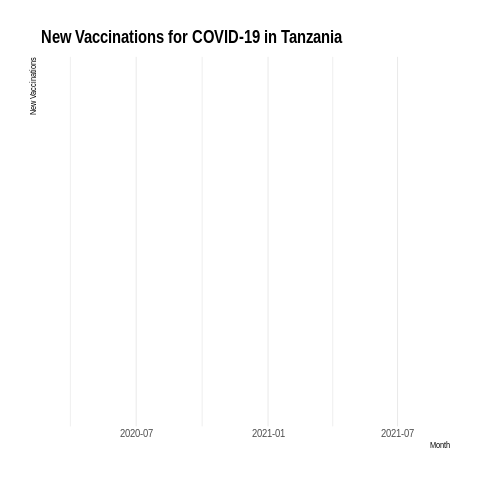 New Vaccinations for COVID-19 in Tanzania
New Vaccinations
2020-07
2021-01
2021-07
Month